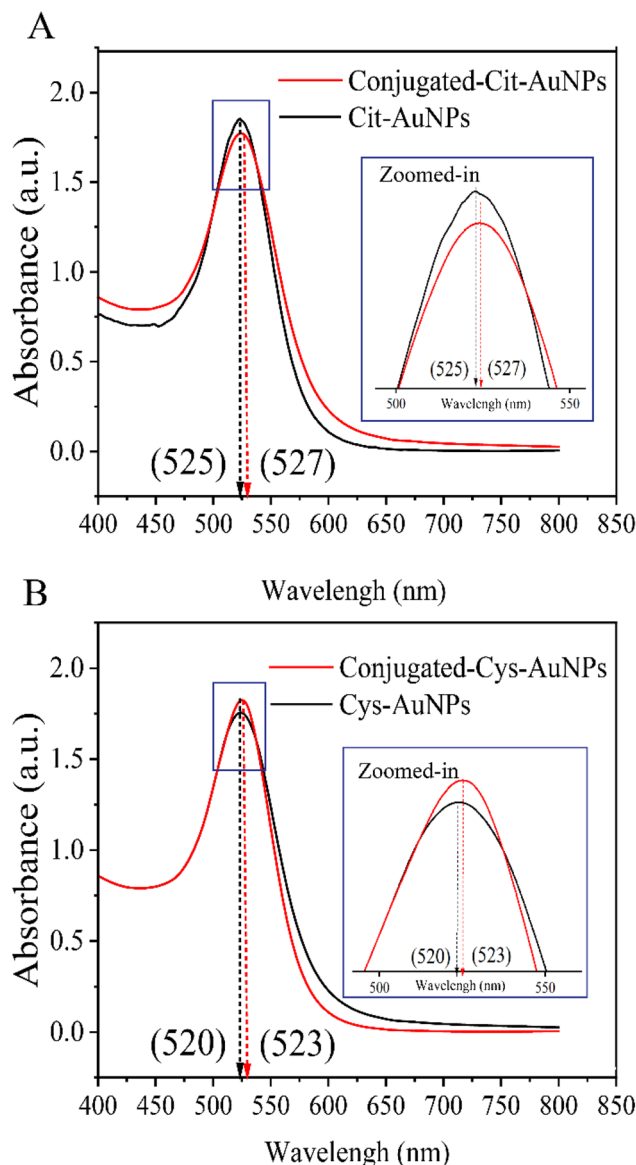 A
Absorbance (a.u.)
2.0
1.5
1.0
0.5
0.0
Conjugated-Cit-AuNPs
Cit-AuNPs
Zoomed-in
(525) (527)
500 Wavelengh (nm) 550
(525) (527)
400 450 500 550 600 650 700 750 800 850
Wavelengh (nm)
B
Absorbance (a.u.)
2.0
1.5
1.0
0.5
0.0
Conjugated-Cys-AuNPs
Cys-AuNPs
Zoomed-in
(520) (523)
500 Wavelengh (nm) 550
(520) (523)
400 450 500 550 600 650 700 750 800 850
Wavelengh (nm)